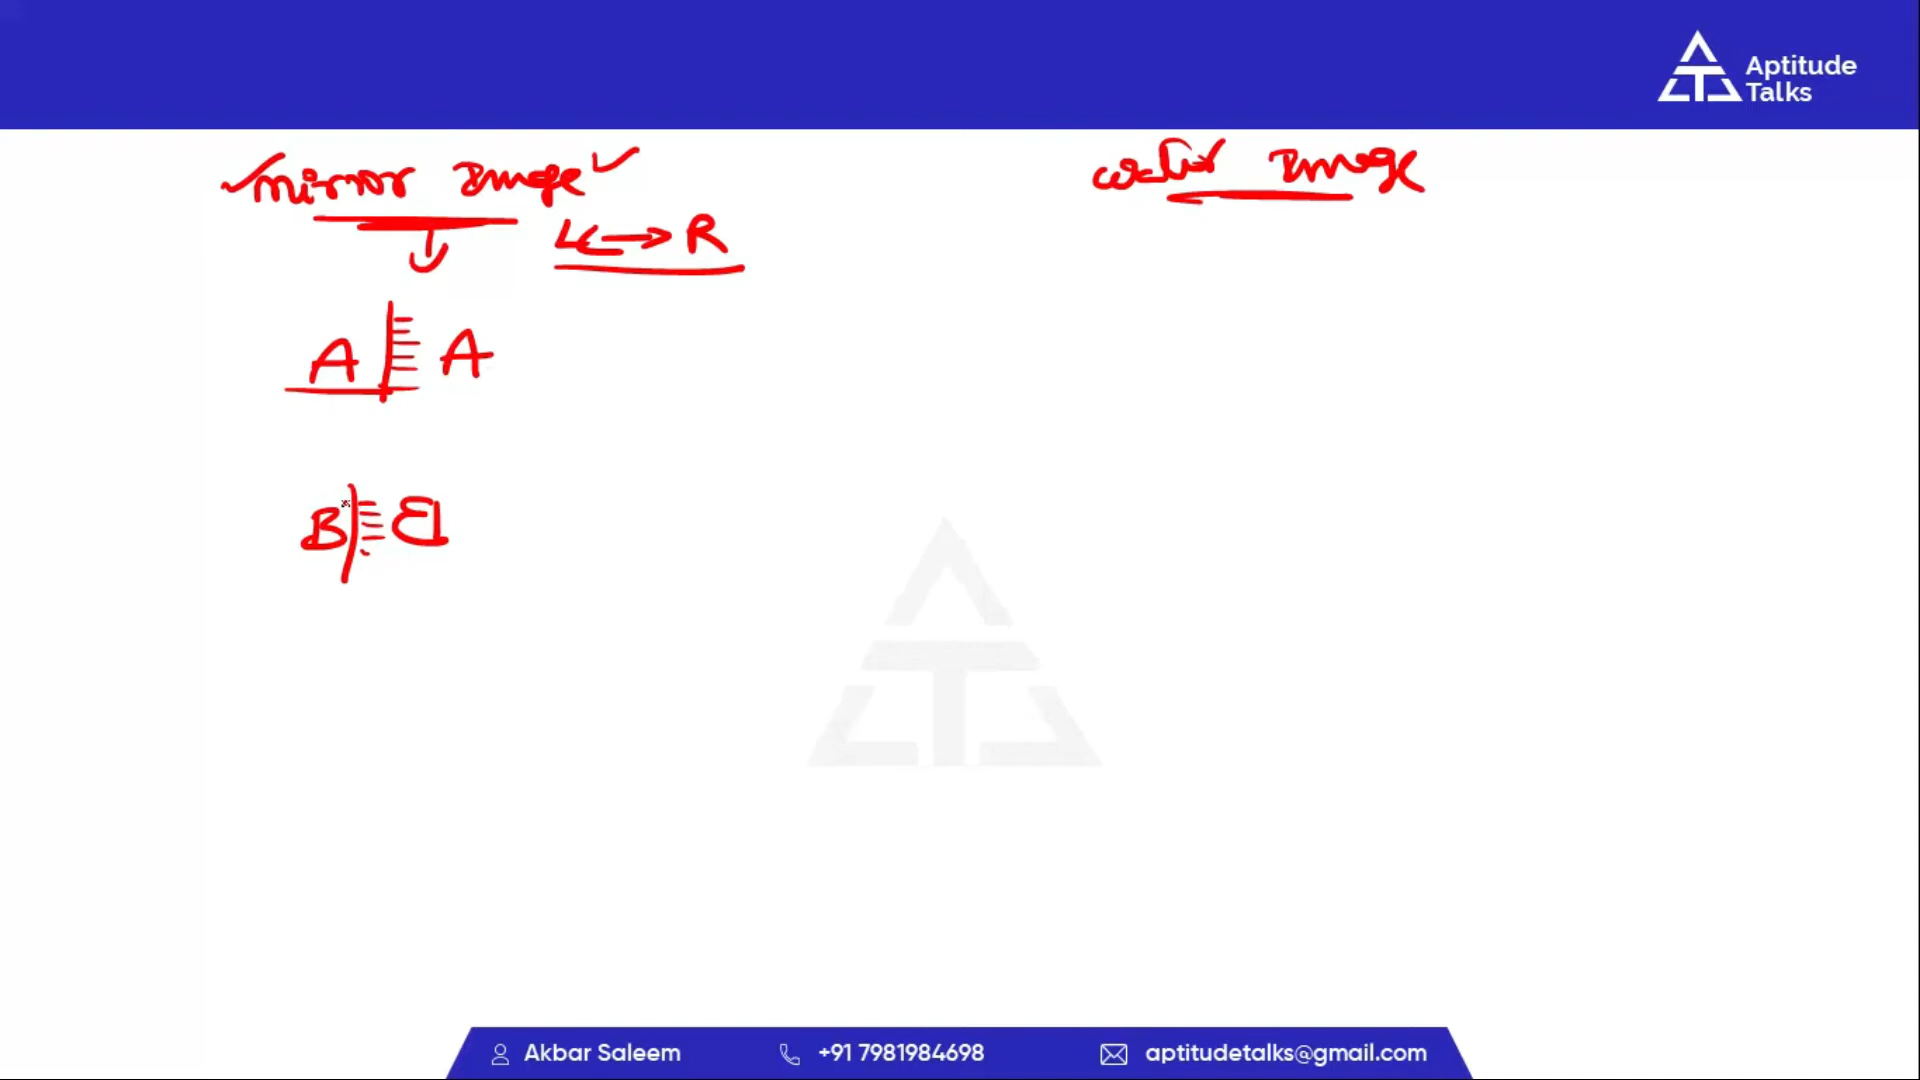 Aptitude
Talks
mirror Image
water Image
L ↔ R
A A
B
Akbar Saleem
+91 7981984698
aptitudetalks@gmail.com